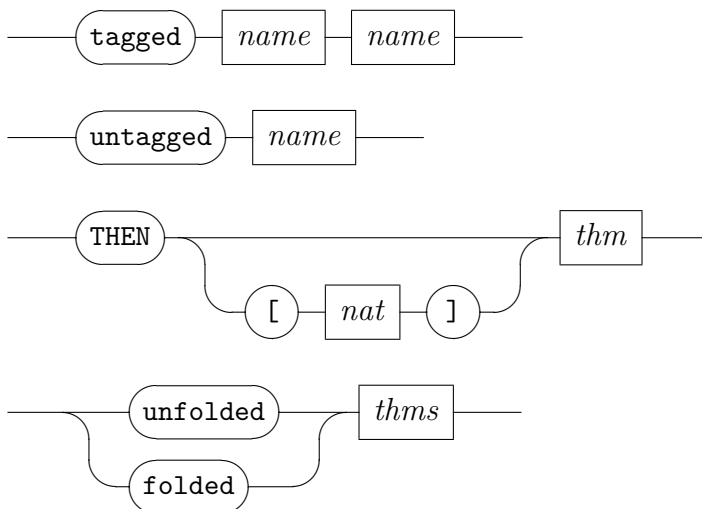 tagged name name
untagged name
THEN thm
[ nat ]
unfolded thms
folded